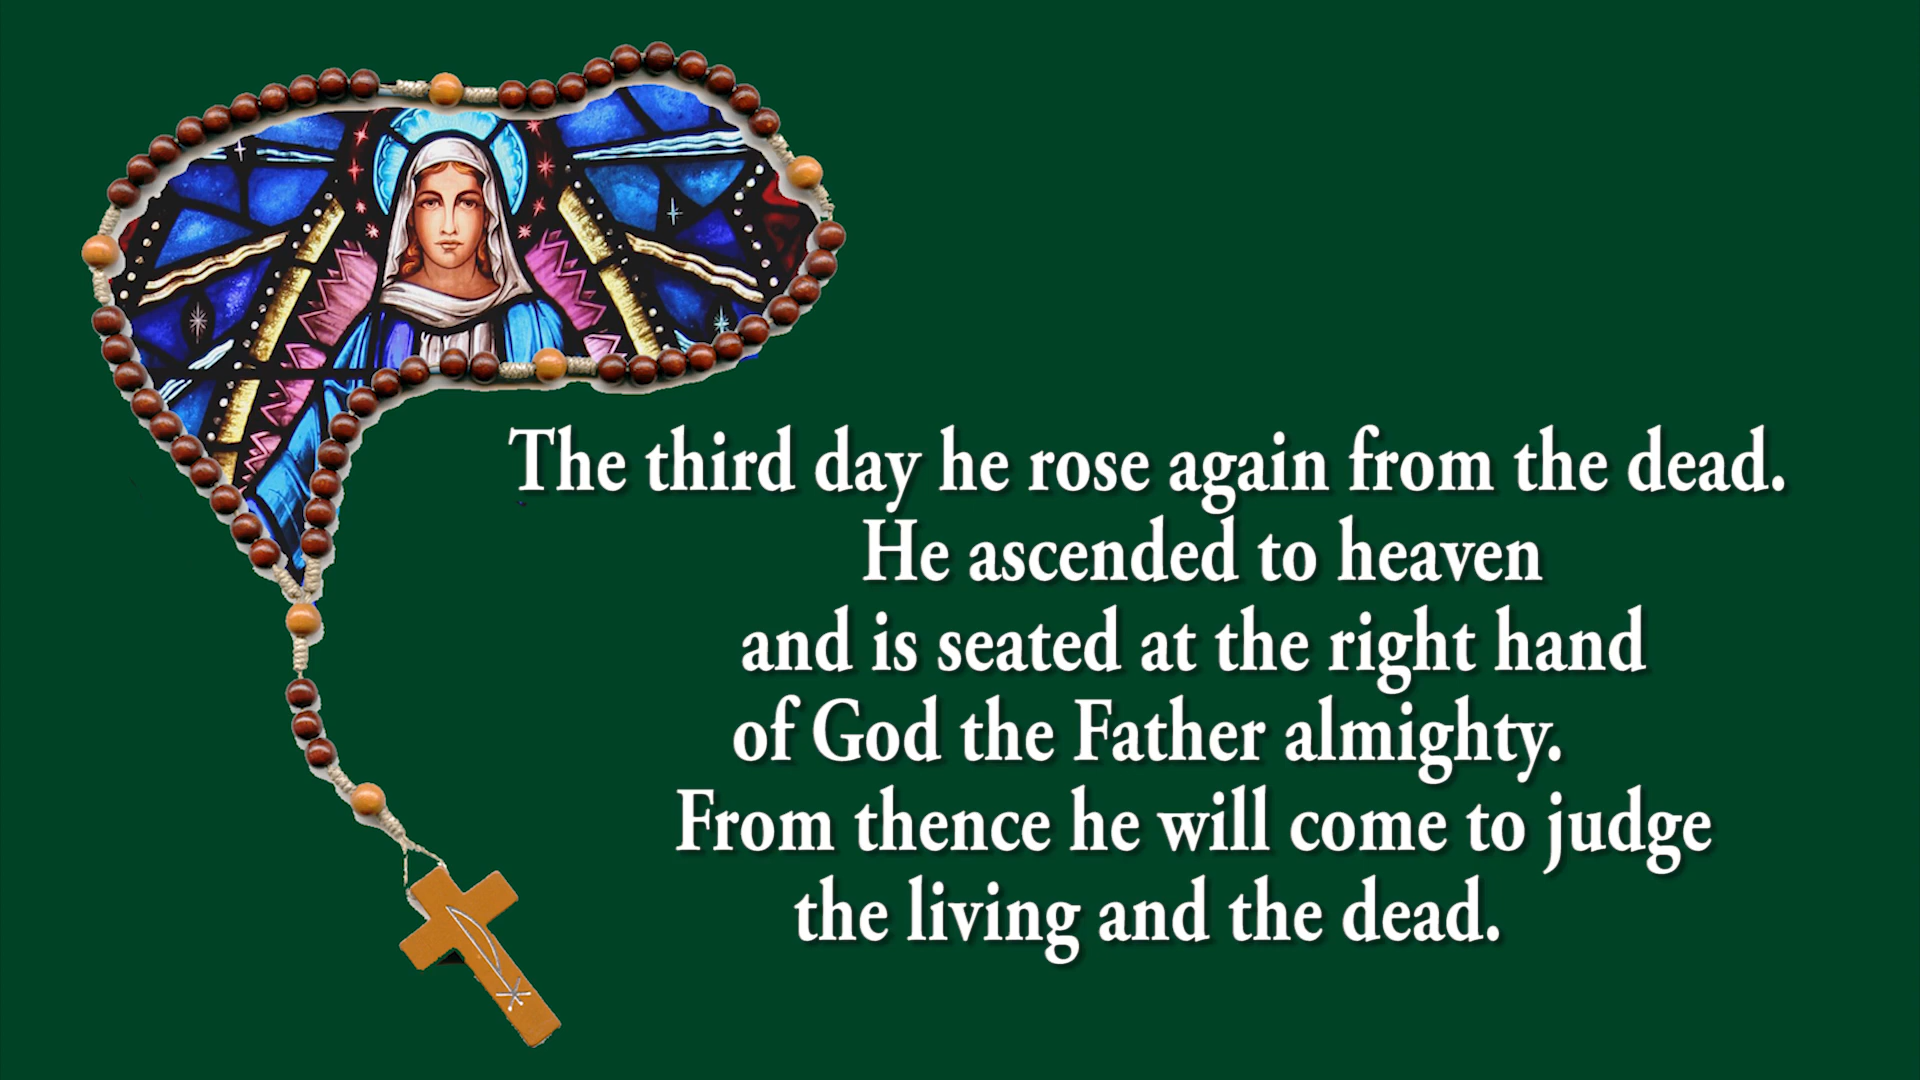 The third day he rose again from the dead.
He ascended to heaven
and is seated at the right hand
of God the Father almighty.
From thence he will come to judge
the living and the dead.